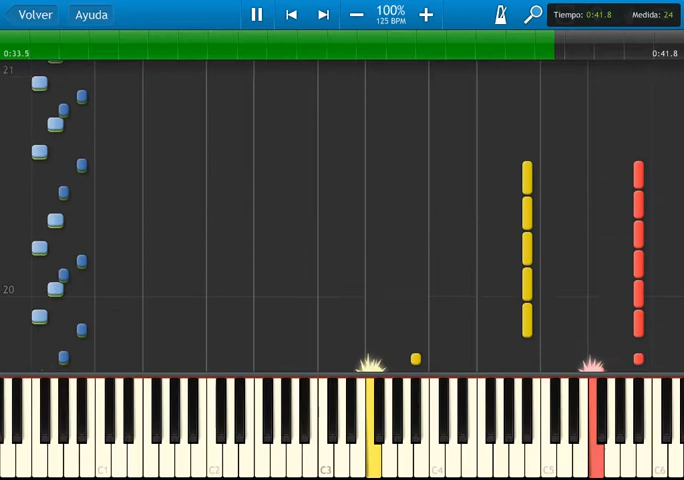 Volver
Ayuda
100%
125 BPM
Tiempo: 0:41.8
Medida: 24
0:33.5
0:41.8
21
20
C1
C2
C3
C4
C5
C6